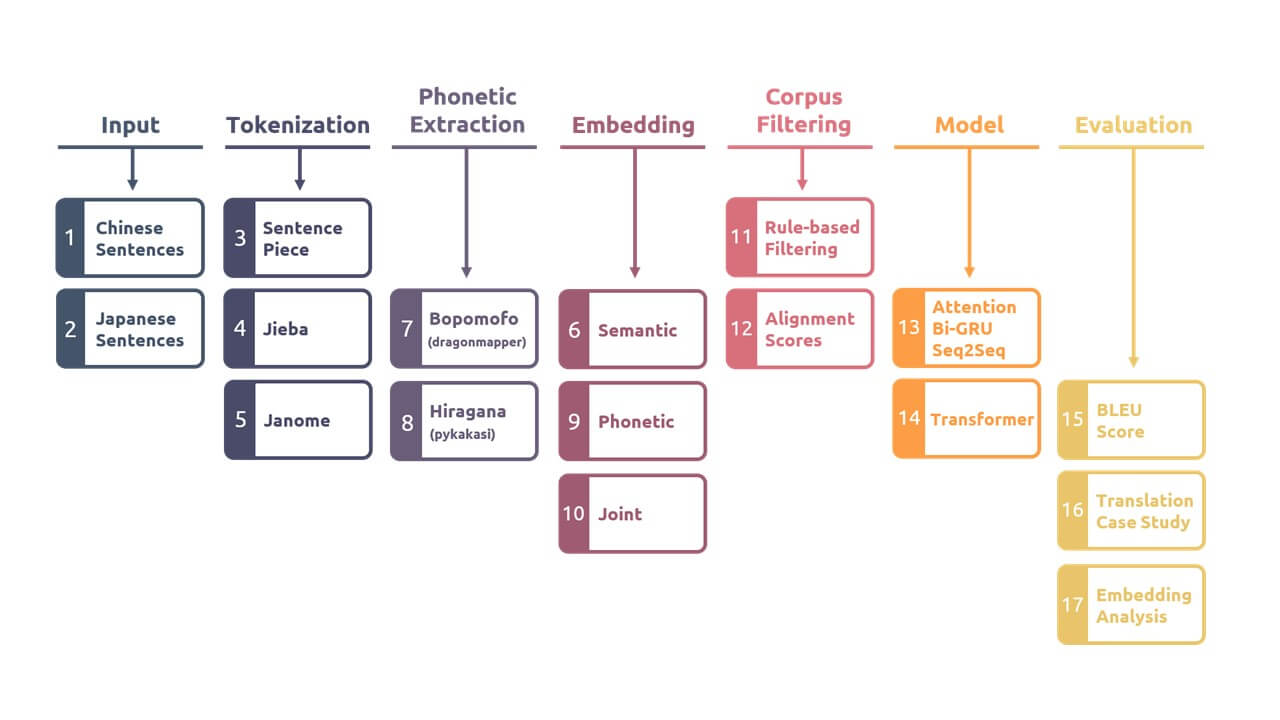 Input
1
Chinese
Sentences
2
Japanese
Sentences
Tokenization
3
Sentence
Piece
4
Jieba
5
Janome
Phonetic
Extraction
7
Bopomofo
(dragonmapper)
8
Hiragana
(pykakasi)
Embedding
6
Semantic
9
Phonetic
10
Joint
Corpus
Filtering
11
Rule-based
Filtering
12
Alignment
Scores
Model
13
Attention
Bi-GRU
Seq2Seq
14
Transformer
Evaluation
15
BLEU
Score
16
Translation
Case Study
17
Embedding
Analysis